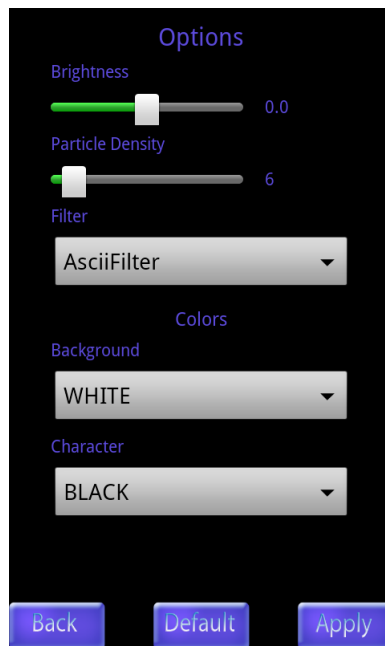 Options
Brightness
0.0
Particle Density
6
Filter
AsciiFilter
Colors
Background
WHITE
Character
BLACK
Back Default Apply